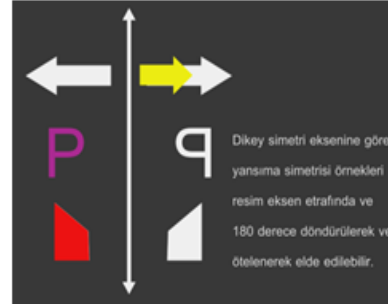 P
Dikey simetri eksenine göre
yansıma simetrisi örnekleri
resim eksen etrafında ve
180 derece döndürülerek ve
ötelenerek elde edilebilir.